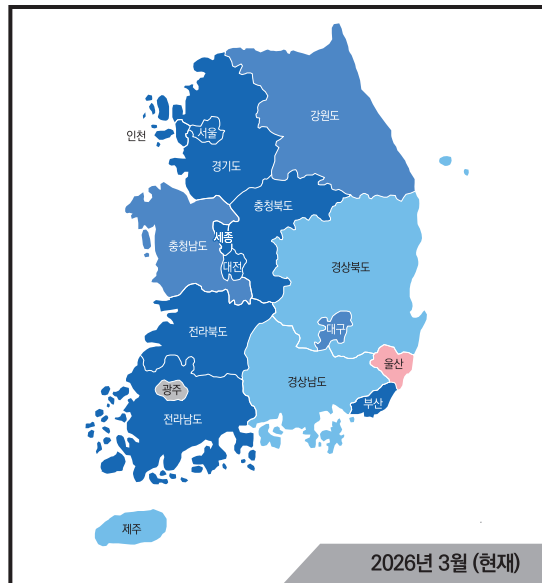 강원도
인천
서울
경기도
충청북도
세종
충청남도
대전
경상북도
전라북도
대구
울산
경상남도
광주
부산
전라남도
제주
2026년 3월 (현재)